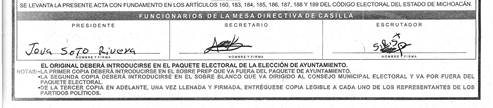 SE LEVANTA LA PRESENTE ACTA CON FUNDAMENTO EN LOS ARTÍCULOS 160, 183, 184, 185, 186, 187, 188 Y 189 DEL CÓDIGO ELECTORAL DEL ESTADO DE MICHOACÁN.
FUNCIONARIOS DE LA MESA DIRECTIVA DE CASILLA
PRESIDENTE SECRETARIO ESCRUTADOR
Jova Soto Rivera
NOMBRE Y FIRMA NOMBRE Y FIRMA NOMBRE Y FIRMA
EL ORIGINAL DEBERÁ INTRODUCIRSE EN EL PAQUETE ELECTORAL DE LA ELECCIÓN DE AYUNTAMIENTO.
NOTAS: -LA PRIMER COPIA DEBERÁ INTRODUCIRSE EN EL SOBRE PREP QUE VA FUERA DEL PAQUETE DE AYUNTAMIENTO.
-LA SEGUNDA COPIA DEBERÁ INTRODUCIRSE EN EL SOBRE BLANCO QUE VA DIRIGIDO AL CONSEJO MUNICIPAL ELECTORAL Y VA POR FUERA DEL
PAQUETE ELECTORAL.
-DE LA TERCER COPIA EN ADELANTE, UNA VEZ LLENADA Y FIRMADA, ENTRÉGUESE COPIA LEGIBLE A CADA UNO DE LOS REPRESENTANTES DE LOS
PARTIDOS POLÍTICOS.